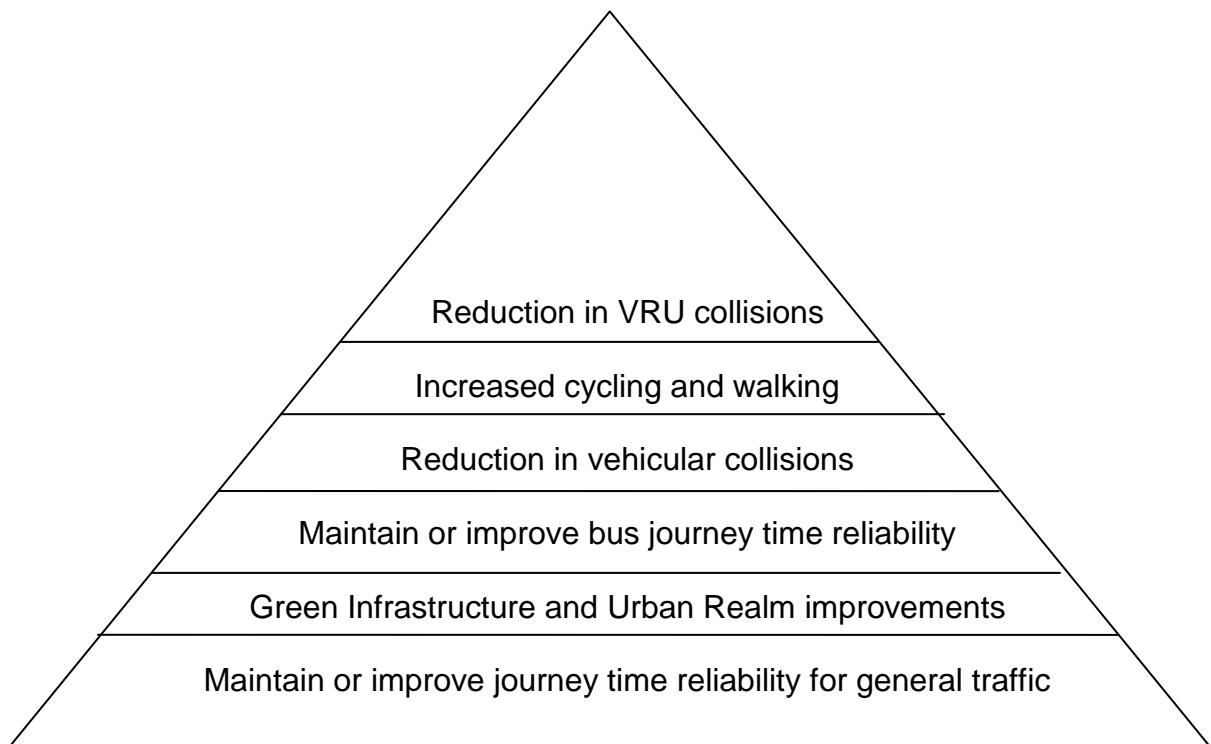 Reduction in VRU collisions
Increased cycling and walking
Reduction in vehicular collisions
Maintain or improve bus journey time reliability
Green Infrastructure and Urban Realm improvements
Maintain or improve journey time reliability for general traffic